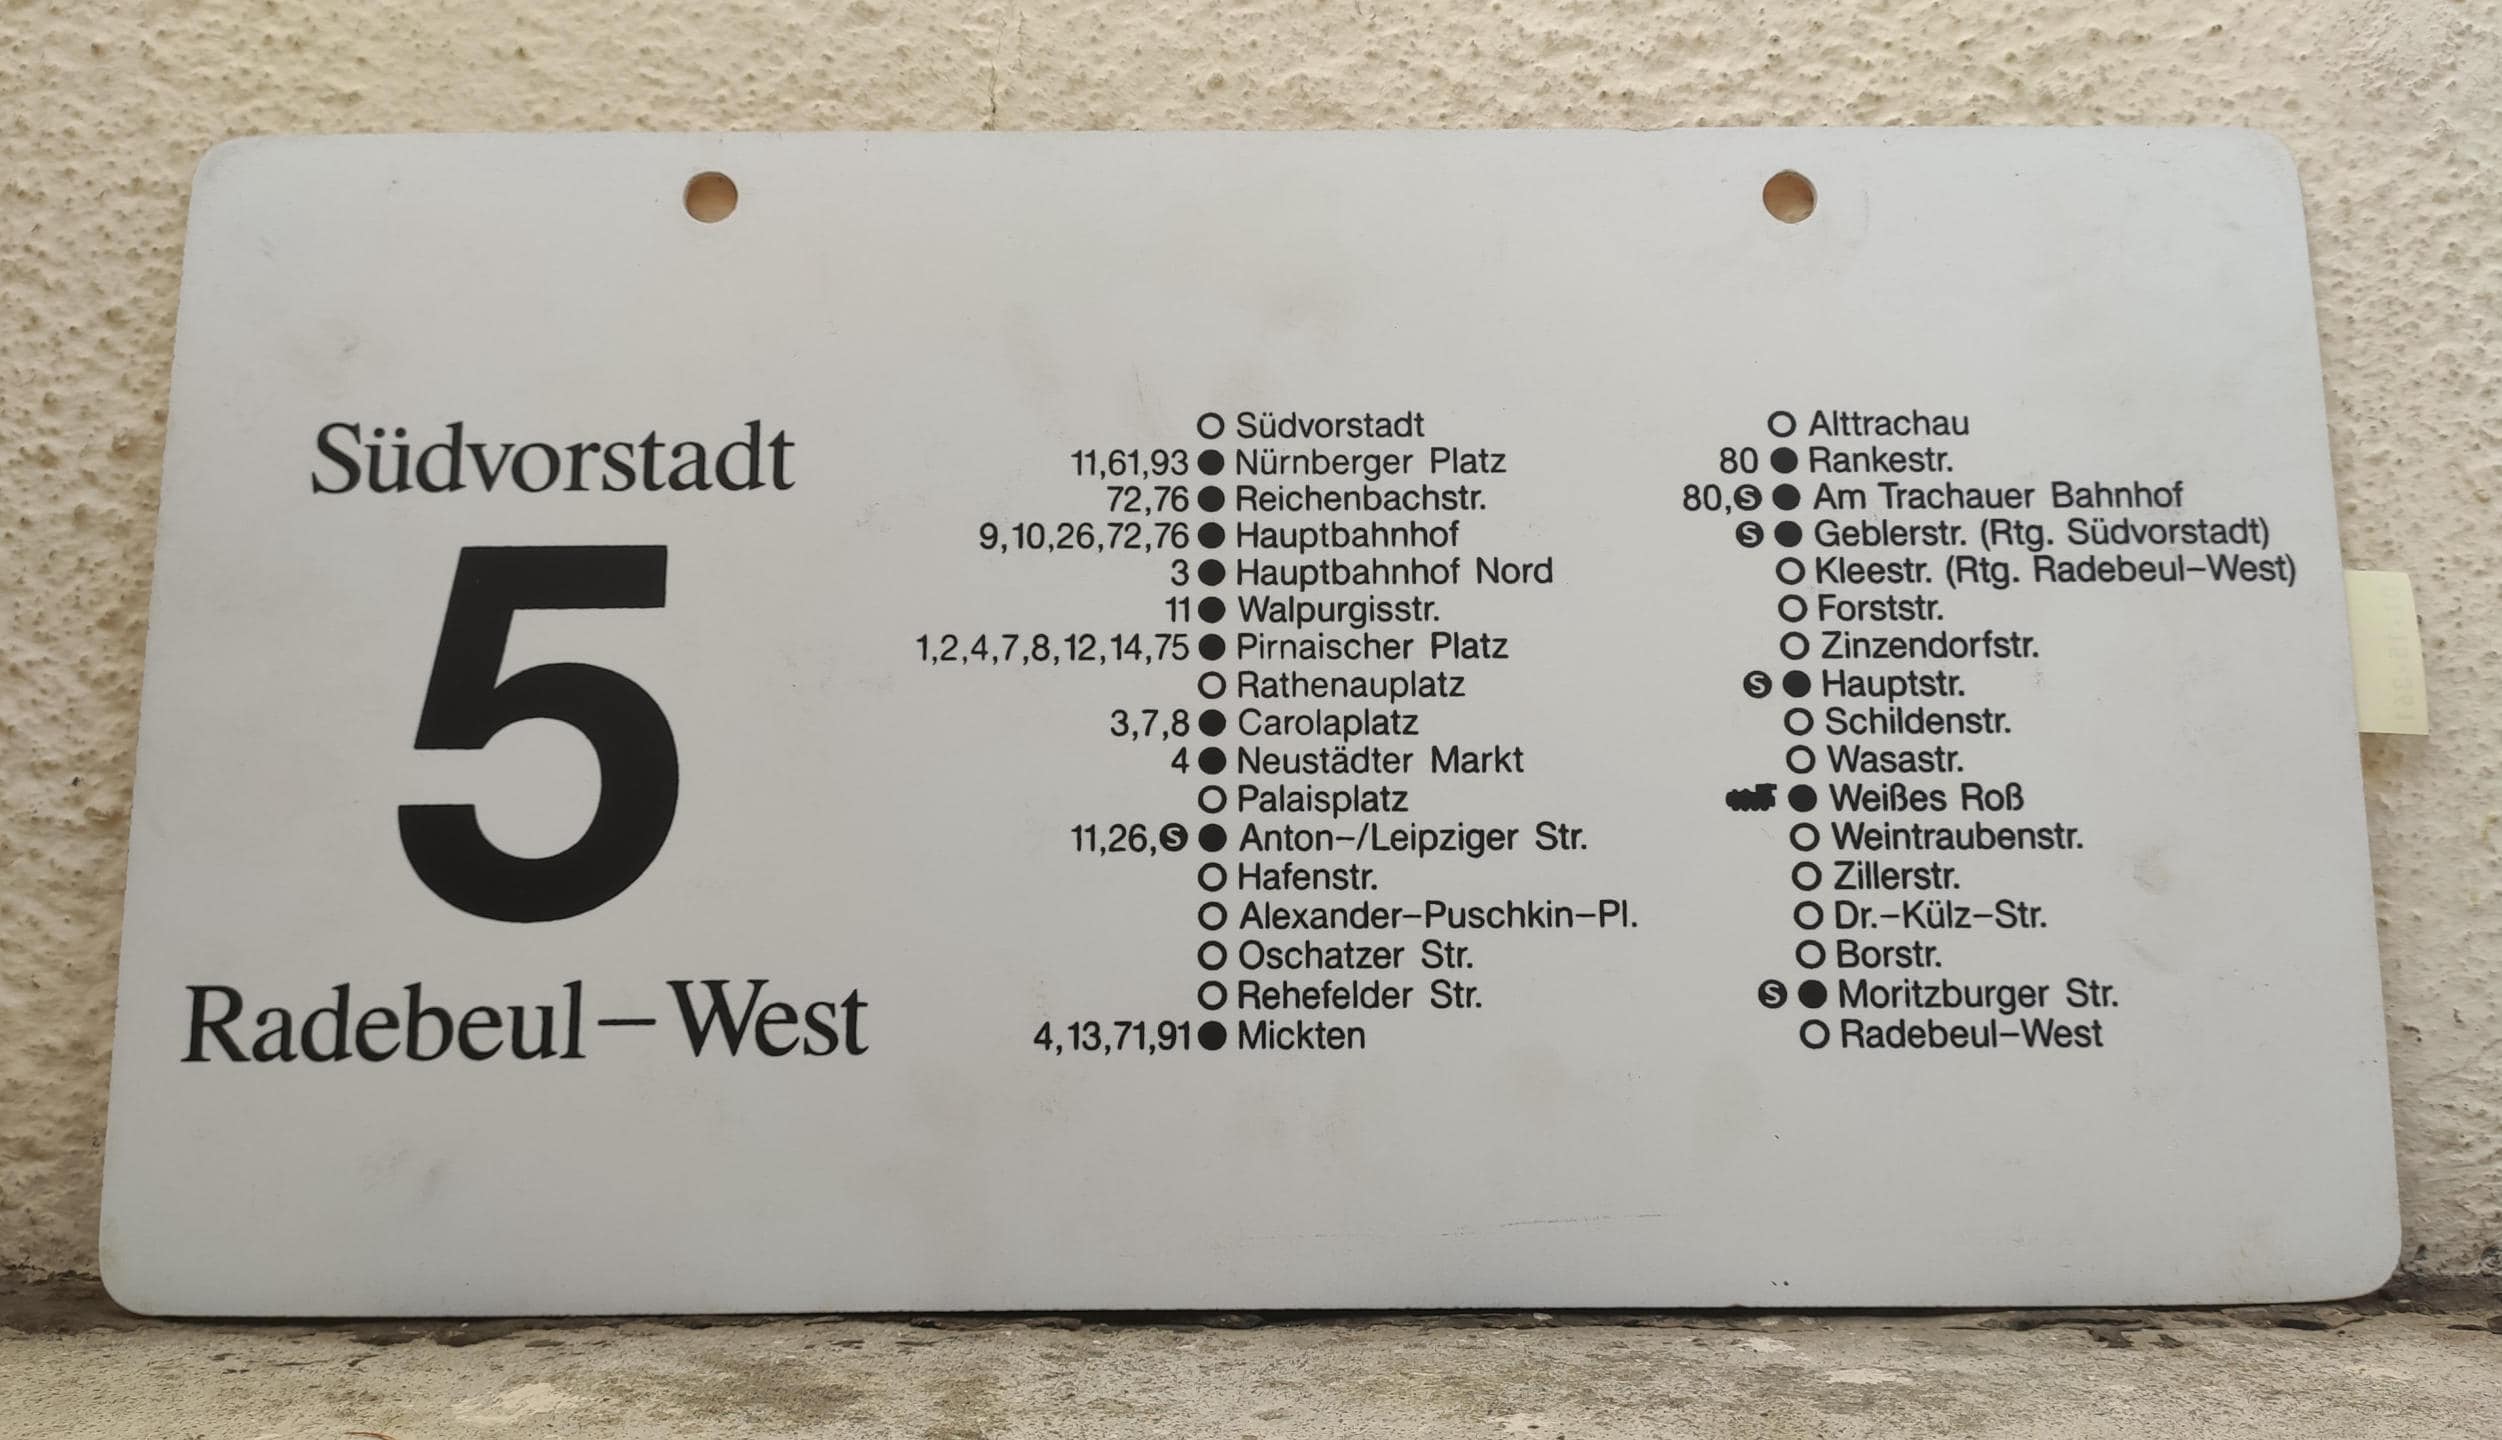 Südvorstadt
5
Radebeul–West
Südvorstadt
11,61,93 Nürnberger Platz
72,76 Reichenbachstr.
9,10,26,72,76 Hauptbahnhof
3 Hauptbahnhof Nord
11 Walpurgisstr.
1,2,4,7,8,12,14,75 Pirnaischer Platz
Rathenauplatz
3,7,8 Carolaplatz
4 Neustädter Markt
Palaisplatz
11,26,S Anton–/Leipziger Str.
Hafenstr.
Alexander–Puschkin–Pl.
Oschatzer Str.
Rehefelder Str.
4,13,71,91 Mickten
Alttrachau
80 Rankestr.
80,S Am Trachauer Bahnhof
S Geblerstr. (Rtg. Südvorstadt)
Kleestr. (Rtg. Radebeul–West)
Forststr.
Zinzendorfstr.
S Hauptstr.
Schildenstr.
Wasastr.
Weißes Roß
Weintraubenstr.
Zillerstr.
Dr.–Külz–Str.
Borstr.
S Moritzburger Str.
Radebeul–West